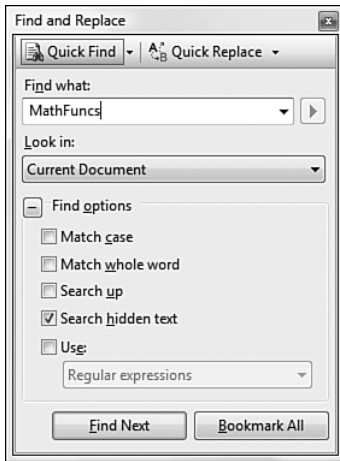 Find and Replace
Quick Find Quick Replace
Find what:
MathFuncs
Look in:
Current Document
Find options
Match case
Match whole word
Search up
Search hidden text
Use:
Regular expressions
Find Next Bookmark All